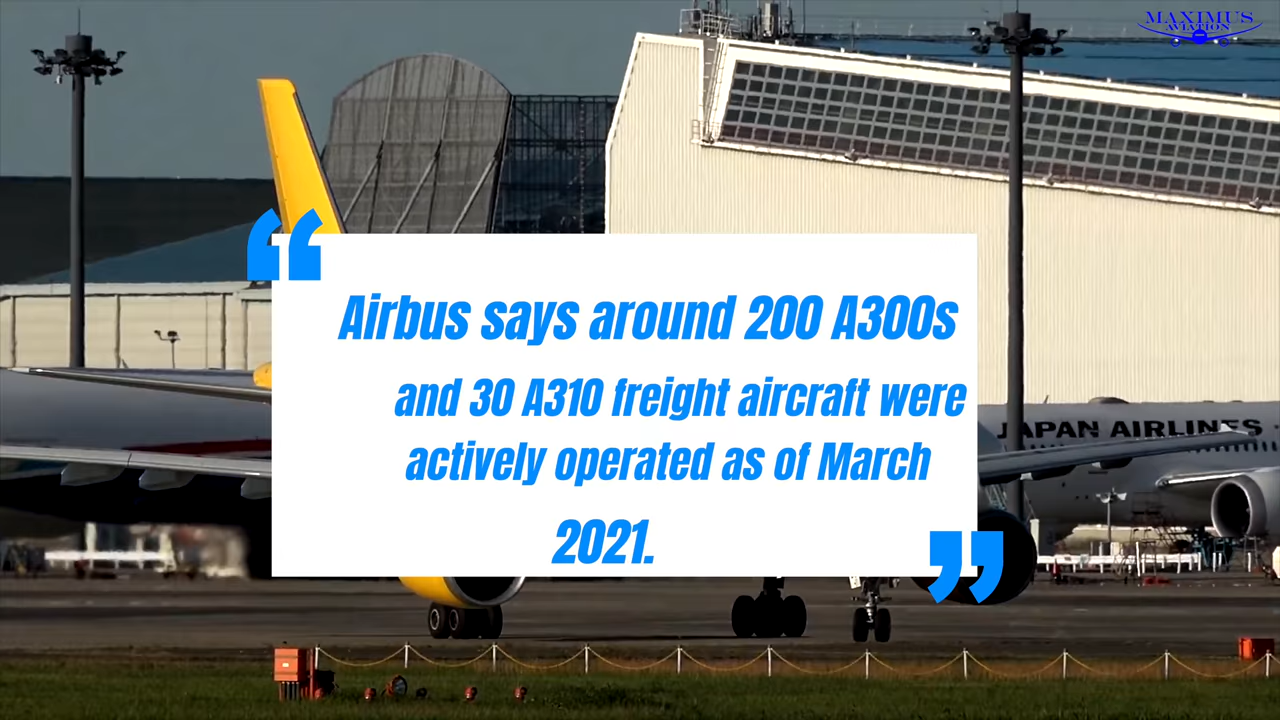 MAXIMUS
AVIATION
“
Airbus says around 200 A300s
and 30 A310 freight aircraft were
actively operated as of March
2021.
”
JAPAN AIRLINES